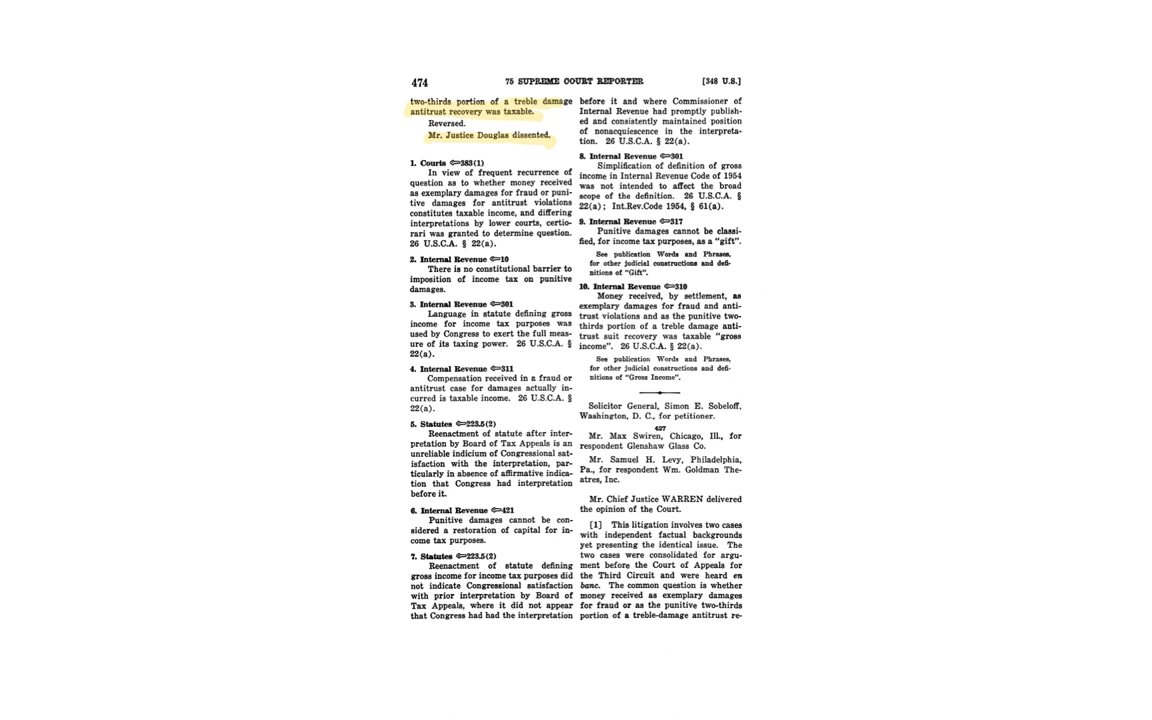 474
75 SUPREME COURT REPORTER
[348 U.S.]
two-thirds portion of a treble damage
antitrust recovery was taxable.
Reversed.
Mr. Justice Douglas dissented.
1. Courts ⚷383(1)
In view of frequent recurrence of
question as to whether money received
as exemplary damages for fraud or puni-
tive damages for antitrust violations
constitutes taxable income, and differing
interpretations by lower courts, certio-
rari was granted to determine question.
26 U.S.C.A. § 22(a).
2. Internal Revenue ⚷10
There is no constitutional barrier to
imposition of income tax on punitive
damages.
3. Internal Revenue ⚷301
Language in statute defining gross
income for income tax purposes was
used by Congress to exert the full meas-
ure of its taxing power. 26 U.S.C.A. §
22(a).
4. Internal Revenue ⚷311
Compensation received in a fraud or
antitrust case for damages actually in-
curred is taxable income. 26 U.S.C.A. §
22(a).
5. Statutes ⚷223.5(2)
Reenactment of statute after inter-
pretation by Board of Tax Appeals is an
unreliable indicium of Congressional sat-
isfaction with the interpretation, par-
ticularly in absence of affirmative indica-
tion that Congress had interpretation
before it.
6. Internal Revenue ⚷421
Punitive damages cannot be con-
sidered a restoration of capital for in-
come tax purposes.
7. Statutes ⚷223.5(2)
Reenactment of statute defining
gross income for income tax purposes did
not indicate Congressional satisfaction
with prior interpretation by Board of
Tax Appeals, where it did not appear
that Congress had had the interpretation
before it and where Commissioner of
Internal Revenue had promptly publish-
ed and consistently maintained position
of nonacquiescence in the interpreta-
tion. 26 U.S.C.A. § 22(a).
8. Internal Revenue ⚷301
Simplification of definition of gross
income in Internal Revenue Code of 1954
was not intended to affect the broad
scope of the definition. 26 U.S.C.A. §
22(a); Int.Rev.Code 1954, § 61(a).
9. Internal Revenue ⚷317
Punitive damages cannot be classi-
fied, for income tax purposes, as a "gift".
See publication Words and Phrases,
for other judicial constructions and defi-
nitions of "Gift".
10. Internal Revenue ⚷310
Money received, by settlement, as
exemplary damages for fraud and anti-
trust violations and as the punitive two-
thirds portion of a treble damage anti-
trust suit recovery was taxable "gross
income". 26 U.S.C.A. § 22(a).
See publication Words and Phrases,
for other judicial constructions and defi-
nitions of "Gross Income".
Solicitor General, Simon E. Sobeloff,
Washington, D. C., for petitioner.
427
Mr. Max Swiren, Chicago, Ill., for
respondent Glenshaw Glass Co.
Mr. Samuel H. Levy, Philadelphia,
Pa., for respondent Wm. Goldman The-
atres, Inc.
Mr. Chief Justice WARREN delivered
the opinion of the Court.
[1] This litigation involves two cases
with independent factual backgrounds
yet presenting the identical issue. The
two cases were consolidated for argu-
ment before the Court of Appeals for
the Third Circuit and were heard en
banc. The common question is whether
money received as exemplary damages
for fraud or as the punitive two-thirds
portion of a treble-damage antitrust re-